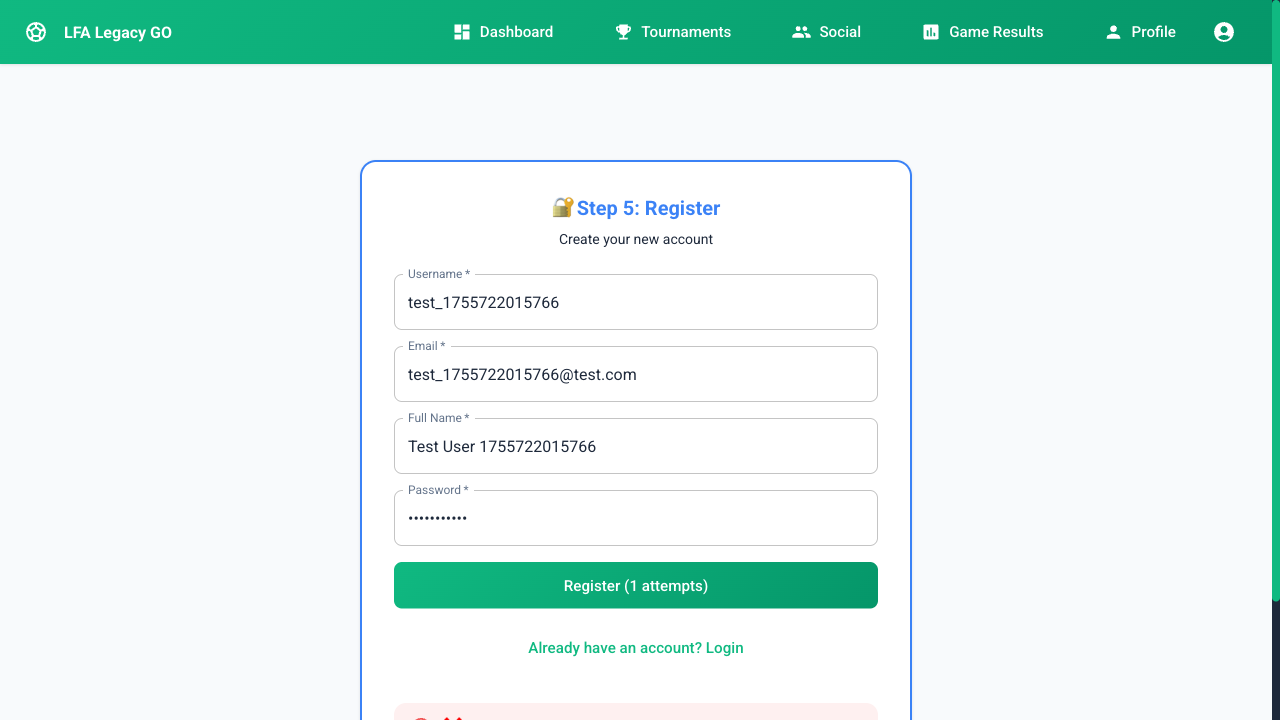 LFA Legacy GO
Dashboard
Tournaments
Social
Game Results
Profile
Step 5: Register
Create your new account
Username *
test_1755722015766
Email *
test_1755722015766@test.com
Full Name *
Test User 1755722015766
Password *
•••••••••••
Register (1 attempts)
Already have an account? Login